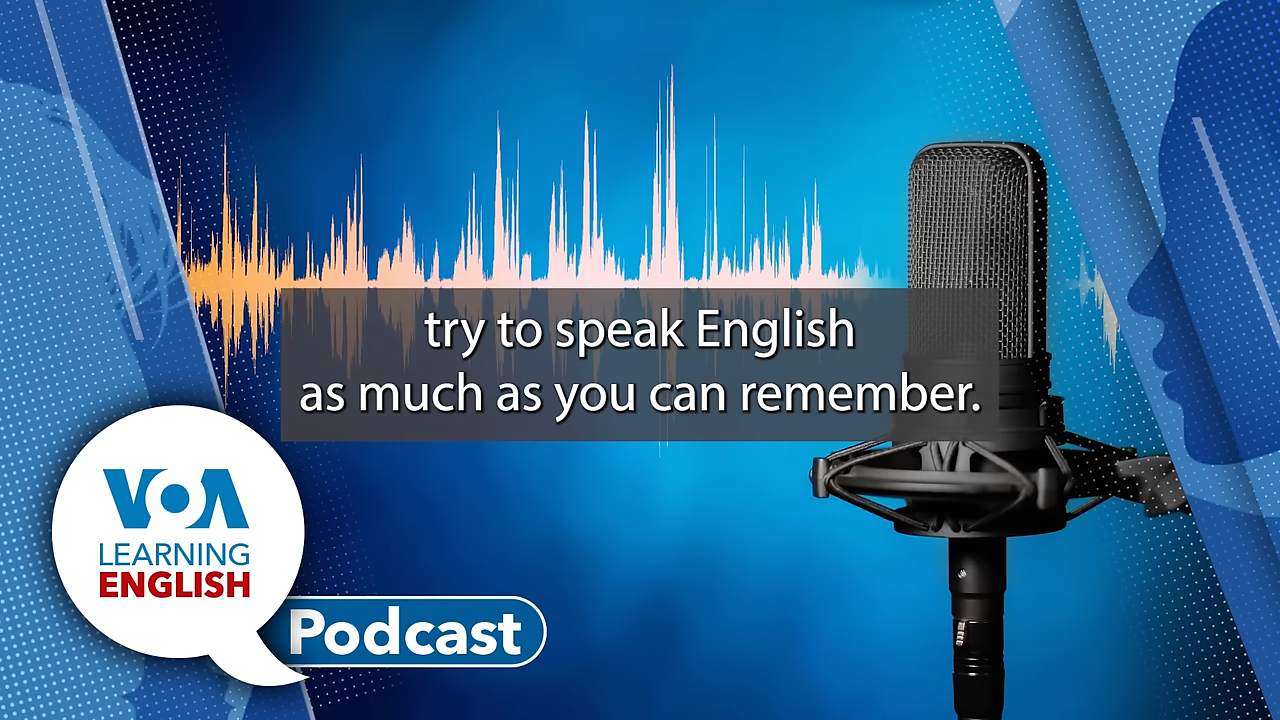 try to speak English
as much as you can remember.
VOA
LEARNING
ENGLISH
Podcast